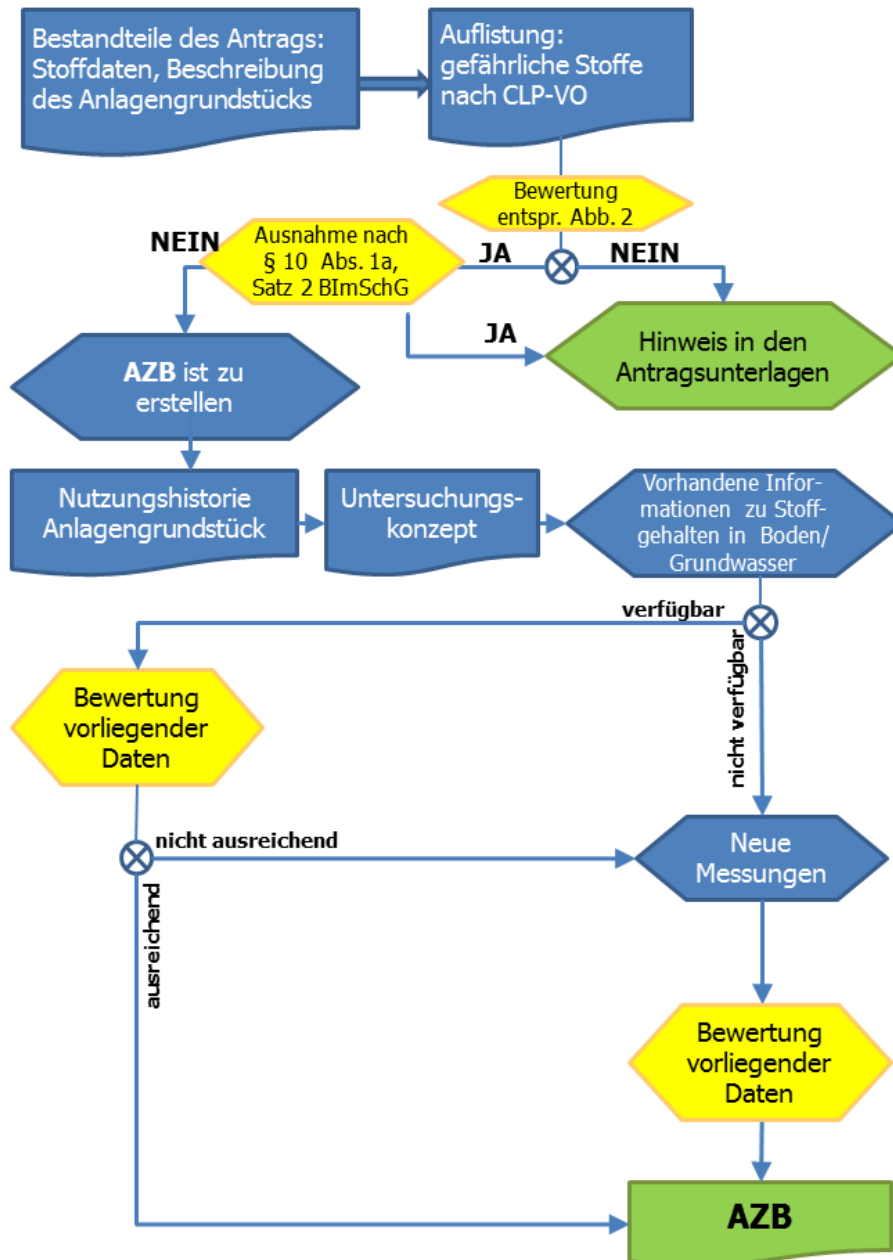 Bestandteile des Antrags:
Stoffdaten, Beschreibung
des Anlagengrundstücks
Auflistung:
gefährliche Stoffe
nach CLP-VO
Bewertung
entspr. Abb. 2
NEIN
Ausnahme nach
§ 10 Abs. 1a,
Satz 2 BImSchG
JA
NEIN
JA
Hinweis in den
Antragsunterlagen
AZB ist zu
erstellen
Nutzungshistorie
Anlagengrundstück
Untersuchungs-
konzept
Vorhandene Infor-
mationen zu Stoff-
gehalten in Boden/
Grundwasser
verfügbar
nicht verfügbar
Bewertung
vorliegender
Daten
nicht ausreichend
ausreichend
Neue
Messungen
Bewertung
vorliegender
Daten
AZB